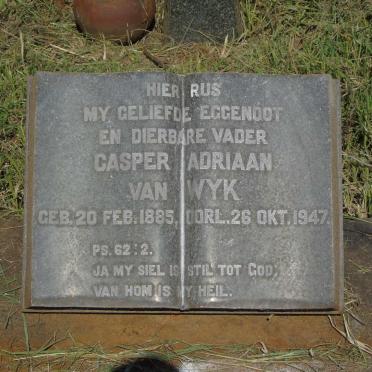 HIER RUS
MY GELIEFDE EGGENOOT
EN DIERBARE VADER
CASPER ADRIAAN
VAN WYK
GEB. 20 FEB. 1885, OORL. 26 OKT. 1947.
PS. 62:2.
JA MY SIEL IS STIL TOT GOD;
VAN HOM IS MY HEIL.